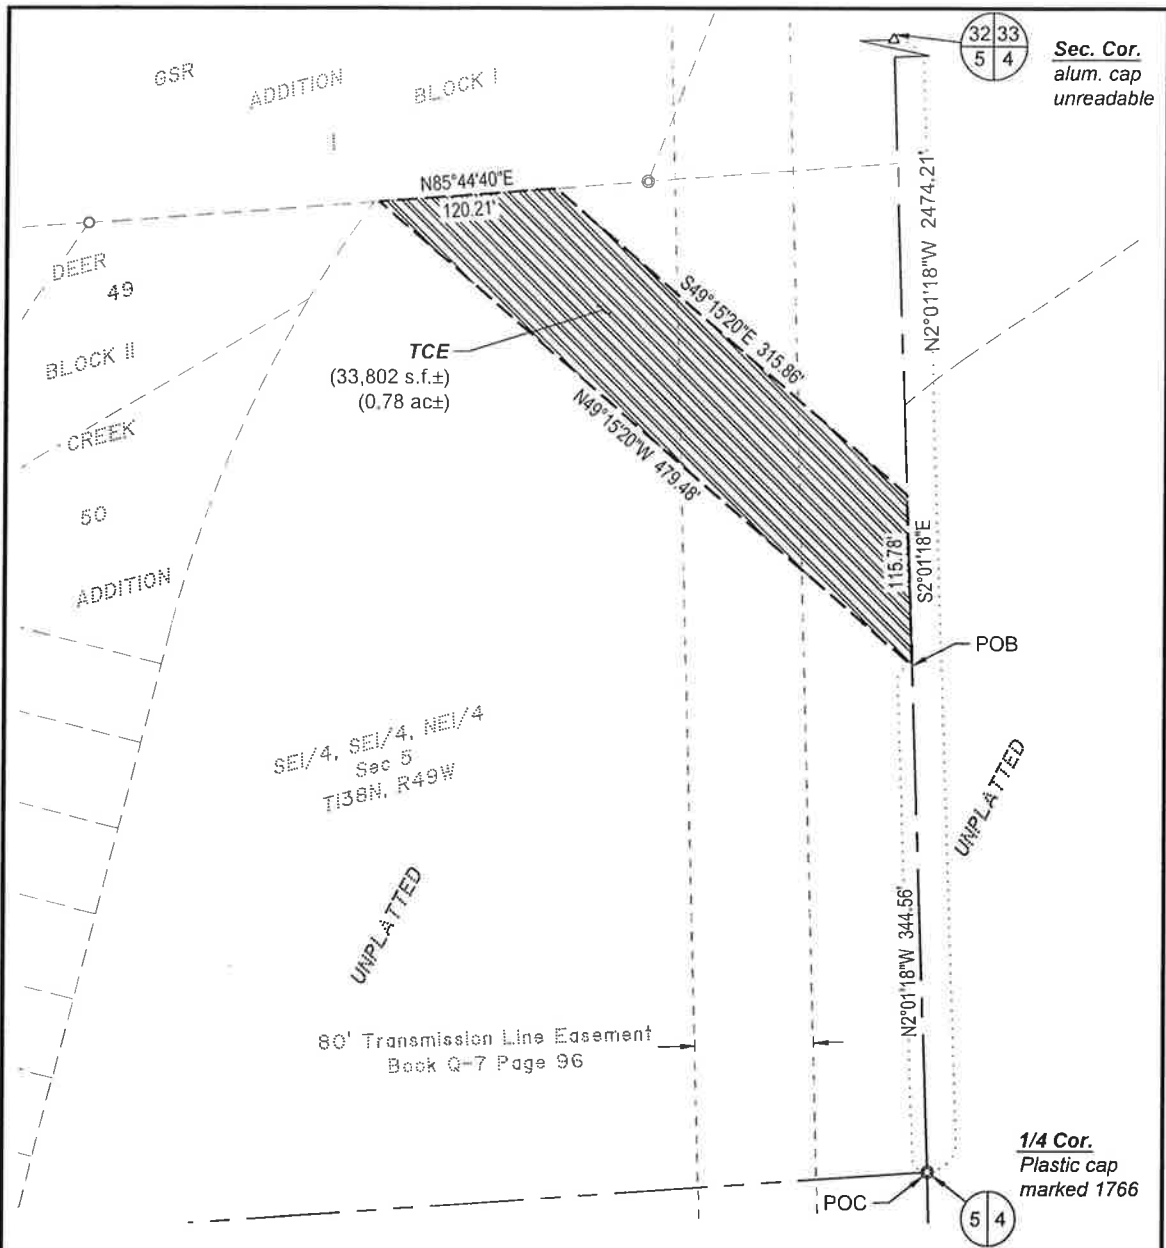 32 33
5 4
Sec. Cor.
alum. cap
unreadable
GSR
ADDITION
BLOCK I
1
N85°44'40"E
120.21'
N2°01'18"W 2474.21'
DEER
49
BLOCK II
CREEK
50
ADDITION
TCE
(33,802 s.f.±)
(0.78 ac±)
S49°15'20"E 315.86'
N49°15'20"W 479.48'
115.78'
S2°01'18"E
POB
SE1/4, SE1/4, NE1/4
Sec 5
T138N, R49W
UNPLATTED
UNPLATTED
N2°01'18"W 344.56'
80' Transmission Line Easement
Book Q-7 Page 96
1/4 Cor.
Plastic cap
marked 1766
POC
5 4